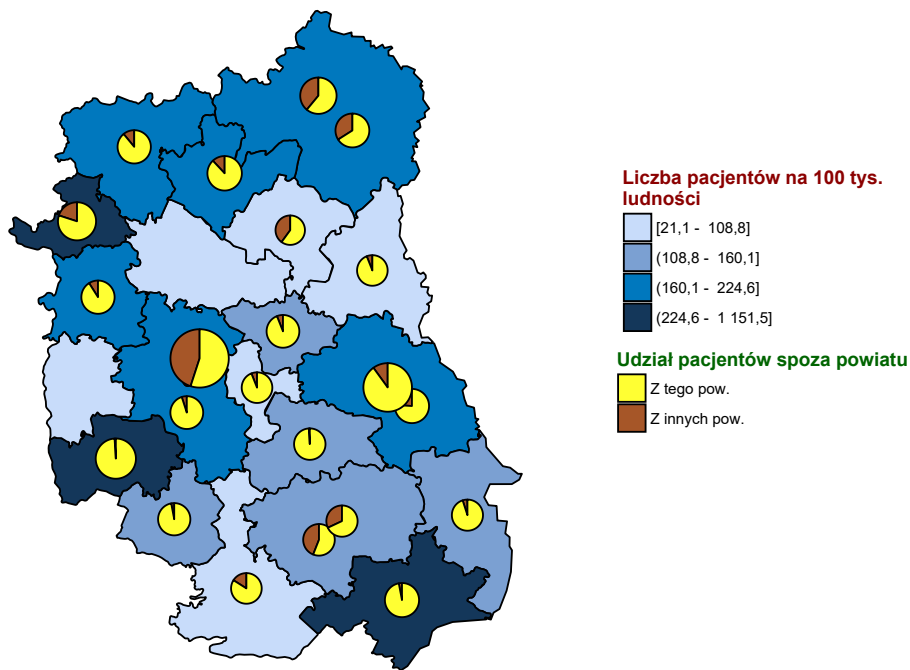 Liczba pacjentów na 100 tys.
ludności
[21,1 - 108,8]
(108,8 - 160,1]
(160,1 - 224,6]
(224,6 - 1 151,5]
Udział pacjentów spoza powiatu
Z tego pow.
Z innych pow.